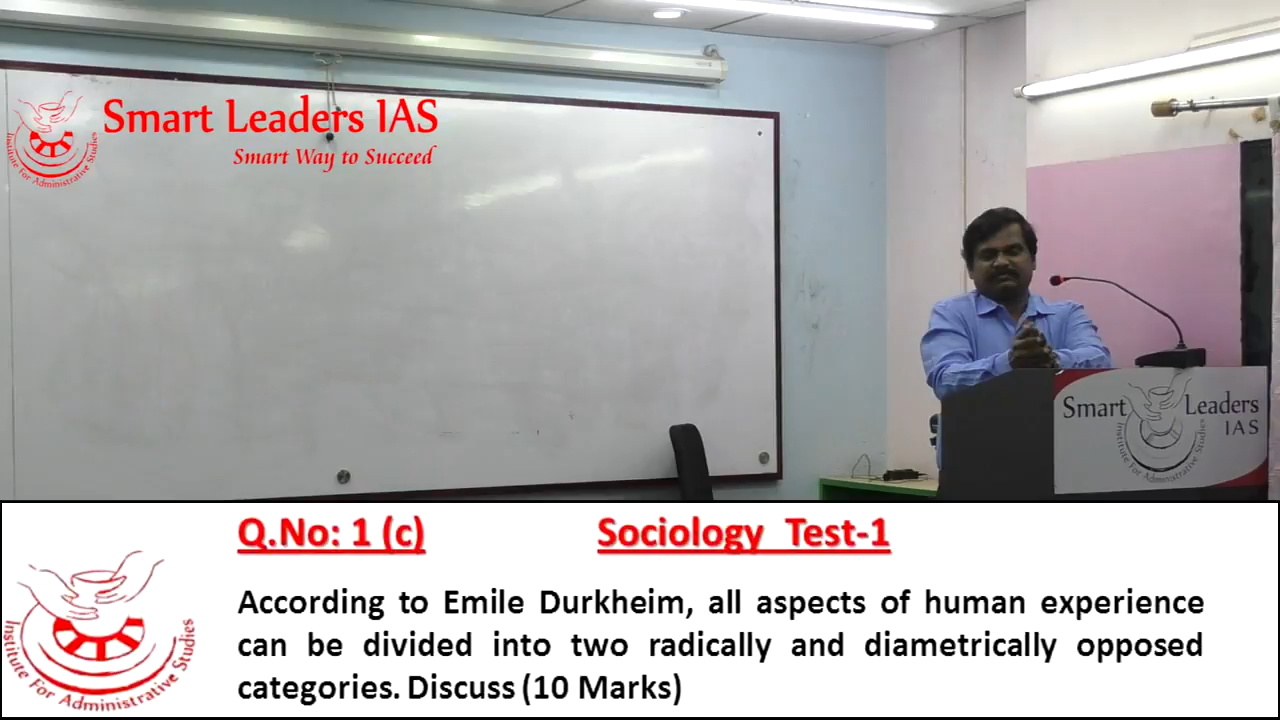 Smart Leaders IAS
Smart Way to Succeed
Institute For Administrative Studies
Smart Leaders
IAS
Institute For Administrative Studies
Q.No: 1 (c) Sociology Test-1
According to Emile Durkheim, all aspects of human experience
can be divided into two radically and diametrically opposed
categories. Discuss (10 Marks)
Institute For Administrative Studies